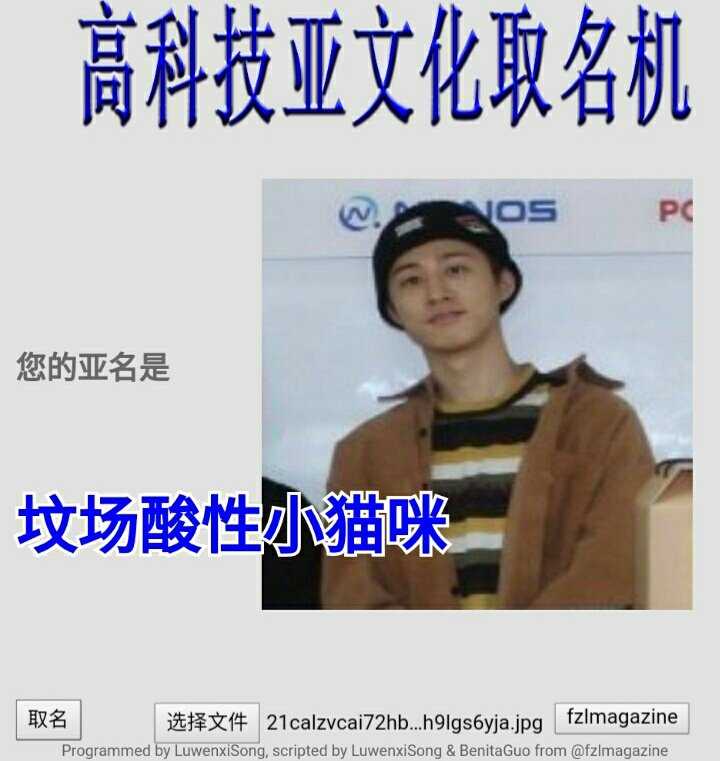 高科技亚文化取名机
NOS
PO
您的亚名是
坟场酸性小猫咪
取名
选择文件 21calzvcai72hb...h9lgs6yja.jpg fzlmagazine
Programmed by LuwenxiSong, scripted by LuwenxiSong & BenitaGuo from @fzlmagazine